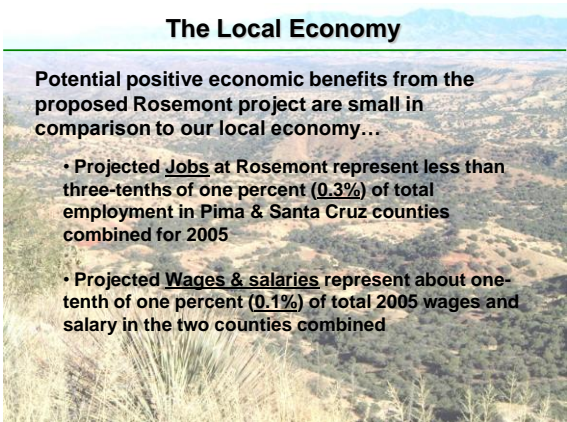 The Local Economy
Potential positive economic benefits from the
proposed Rosemont project are small in
comparison to our local economy…
• Projected Jobs at Rosemont represent less than
three-tenths of one percent (0.3%) of total
employment in Pima & Santa Cruz counties
combined for 2005
• Projected Wages & salaries represent about one-
tenth of one percent (0.1%) of total 2005 wages and
salary in the two counties combined